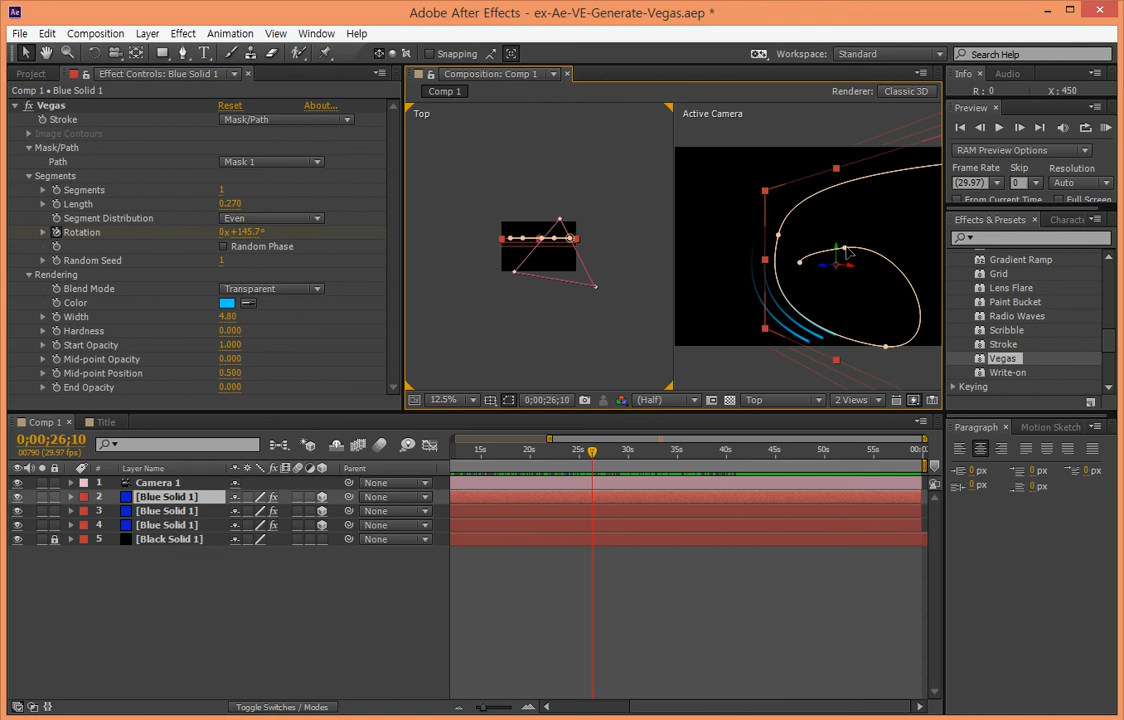 Ae Adobe After Effects - ex-Ae-VE-Generate-Vegas.aep *
File Edit Composition Layer Effect Animation View Window Help
Snapping Workspace: Standard Search Help
Project Effect Controls: Blue Solid 1 Composition: Comp 1 Info Audio
Comp 1 • Blue Solid 1
Comp 1 Renderer: Classic 3D R: 0 X: 450
fx Vegas Reset About...
Stroke Mask/Path
Image Contours
Mask/Path
Path Mask 1
Segments
Segments 1
Length 0.270
Segment Distribution Even
Rotation 0x+145.7°
Random Phase
Random Seed 1
Rendering
Blend Mode Transparent
Color
Width 4.80
Hardness 0.000
Start Opacity 1.000
Mid-point Opacity 0.000
Mid-point Position 0.500
End Opacity 0.000
Top
Active Camera
12.5% 0;00;26;10 (Half) Top 2 Views
Preview
RAM Preview Options
Frame Rate Skip Resolution
(29.97) 0 Auto
From Current Time Full Screen
Effects & Presets Characte
Gradient Ramp
Grid
Lens Flare
Paint Bucket
Radio Waves
Scribble
Stroke
Vegas
Write-on
Keying
Comp 1 Title
0;00;26;10
00790 (29.97 fps)
15s 20s 25s 30s 35s 40s 45s 50s 55s
# Layer Name fx Parent
1 Camera 1 None
2 [Blue Solid 1] fx None
3 [Blue Solid 1] fx None
4 [Blue Solid 1] fx None
5 [Black Solid 1] None
Toggle Switches / Modes
Paragraph Motion Sketch
0 px 0 px 0 px
0 px 0 px